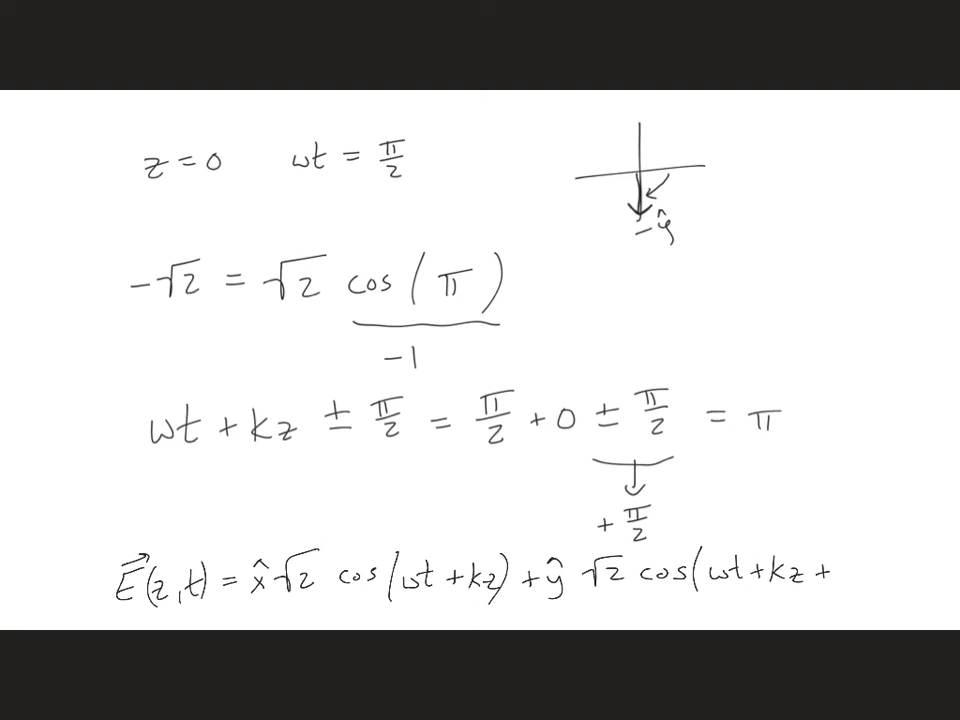 z = 0 ωt = π/2
-ŷ
-√2 = √2 cos(π)
-1
ωt + kz ± π/2 = π/2 + 0 ± π/2 = π
+ π/2
E⃗(z,t) = x̂√2 cos(ωt + kz) + ŷ √2 cos(ωt + kz +